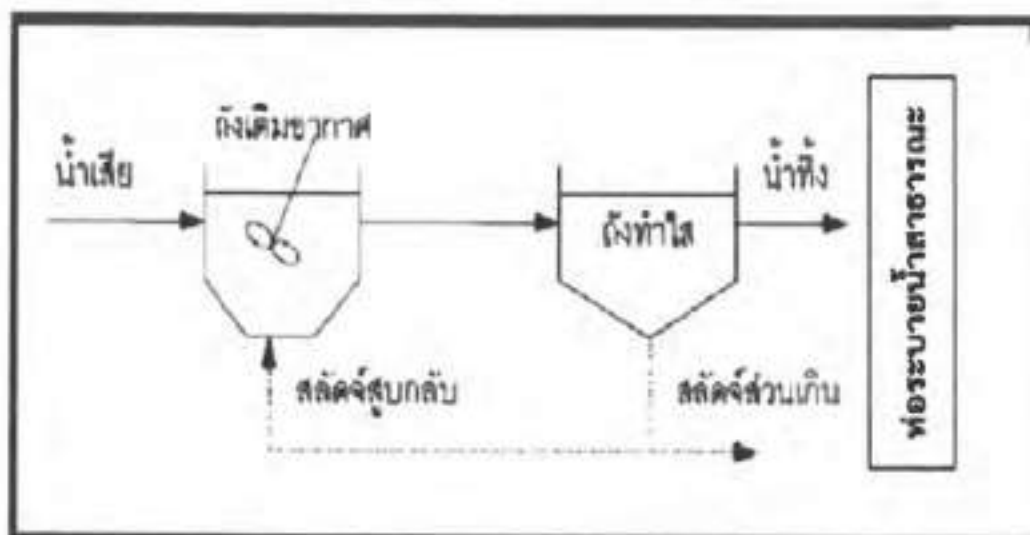 ถังเติมอากาศ
น้ำเสีย
น้ำทิ้ง
ถังทำใส
สลัดจ์สูบกลับ
สลัดจ์ส่วนเกิน
ท่อระบายน้ำสาธารณะ